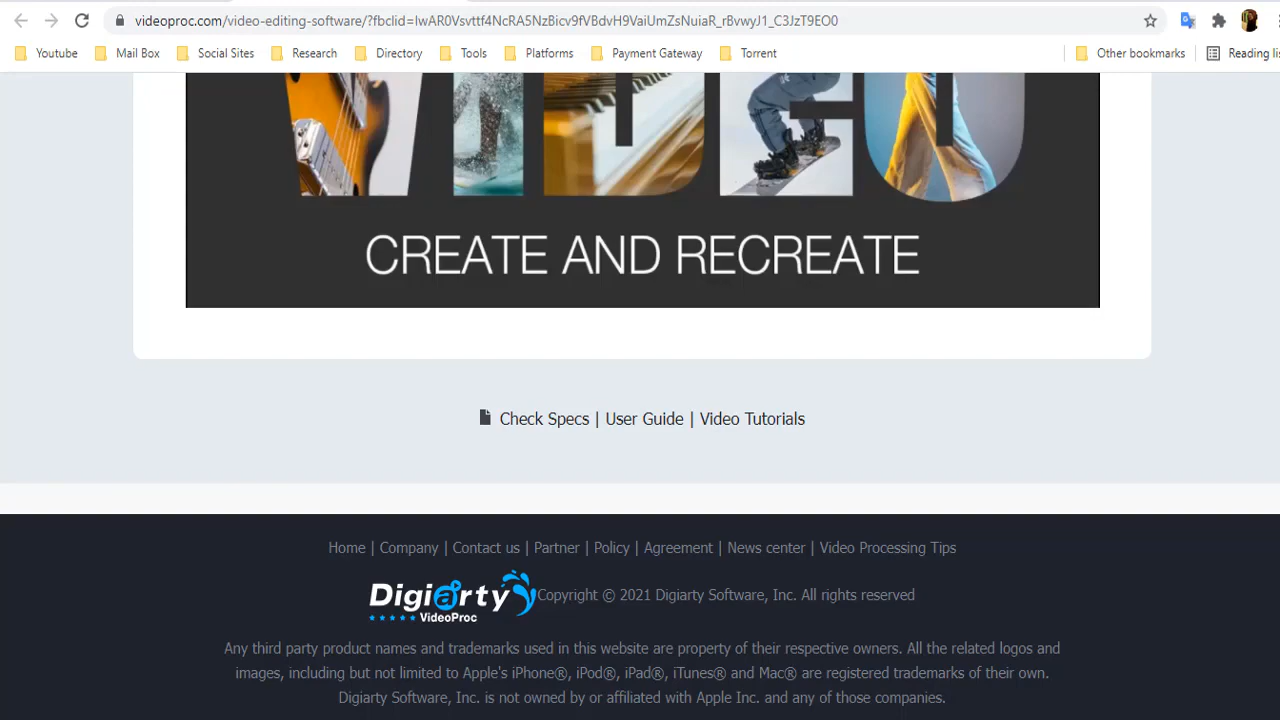 videoproc.com/video-editing-software/?fbclid=IwAR0Vsvttf4NcRA5NzBicv9fVBdvH9VaiUmZsNuiaR_rBvwyJ1_C3JzT9EO0
Youtube Mail Box Social Sites Research Directory Tools Platforms Payment Gateway Torrent Other bookmarks Reading lis
VIDEO
CREATE AND RECREATE
Check Specs | User Guide | Video Tutorials
Home | Company | Contact us | Partner | Policy | Agreement | News center | Video Processing Tips
Digiarty VideoProc Copyright © 2021 Digiarty Software, Inc. All rights reserved
Any third party product names and trademarks used in this website are property of their respective owners. All the related logos and
images, including but not limited to Apple's iPhone®, iPod®, iPad®, iTunes® and Mac® are registered trademarks of their own.
Digiarty Software, Inc. is not owned by or affiliated with Apple Inc. and any of those companies.